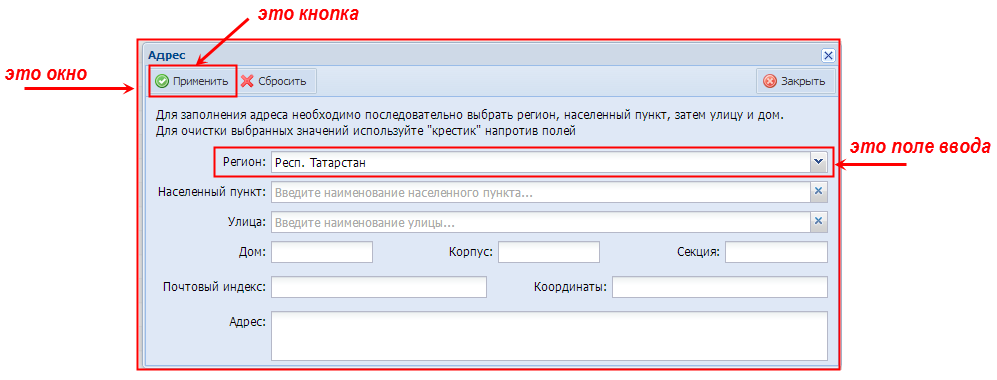 это кнопка
Адрес
это окно
Применить Сбросить Закрыть
Для заполнения адреса необходимо последовательно выбрать регион, населенный пункт, затем улицу и дом.
Для очистки выбранных значений используйте "крестик" напротив полей
это поле ввода
Регион: Респ. Татарстан
Населенный пункт: Введите наименование населенного пункта...
Улица: Введите наименование улицы...
Дом: Корпус: Секция:
Почтовый индекс: Координаты:
Адрес: